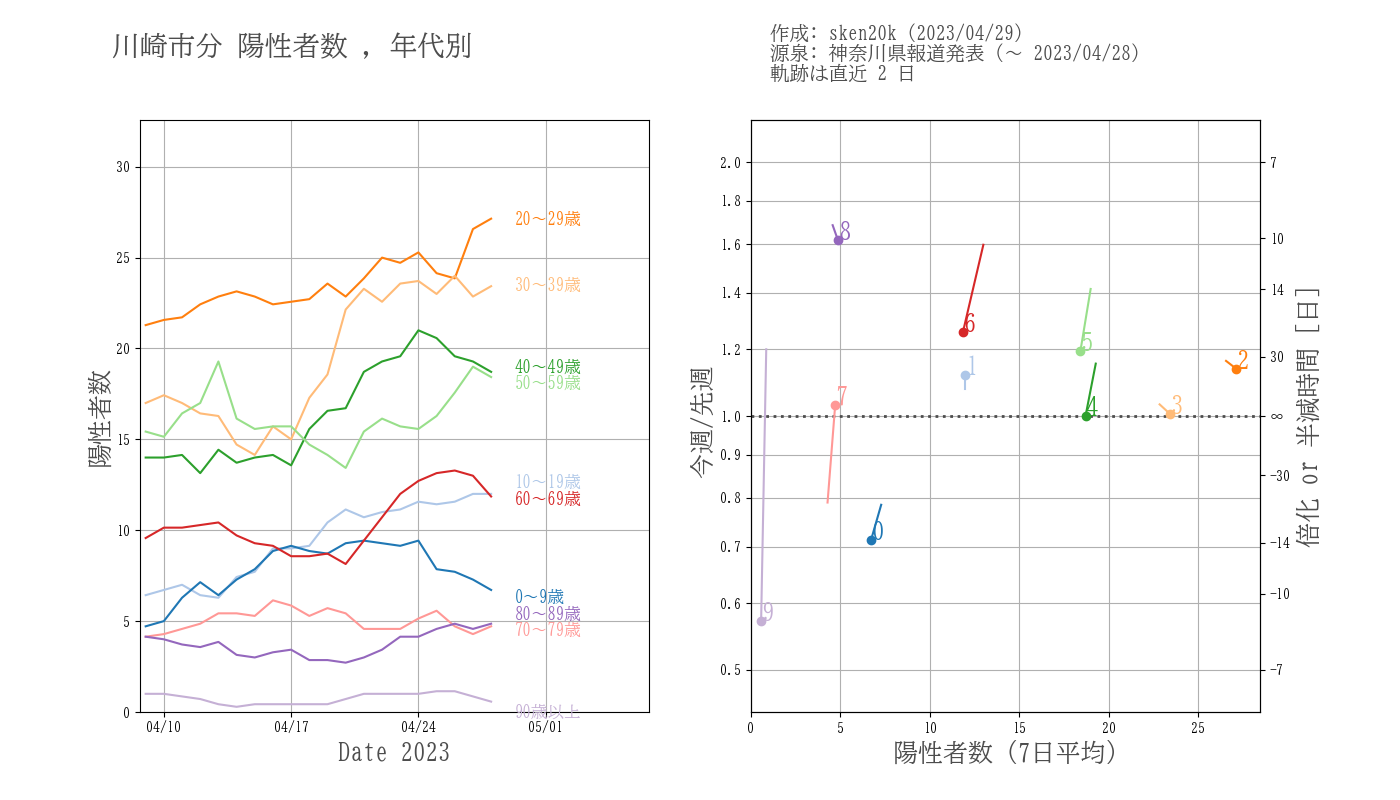 川崎市分 陽性者数 , 年代別
作成: sken20k (2023/04/29)
源泉: 神奈川県報道発表 (〜 2023/04/28)
軌跡は直近 2 日
陽性者数
30
25
20
15
10
5
0
04/10
04/17
04/24
05/01
Date 2023
20〜29歳
30〜39歳
40〜49歳
50〜59歳
10〜19歳
60〜69歳
0〜9歳
80〜89歳
70〜79歳
90歳以上
今週/先週
2.0
1.8
1.6
1.4
1.2
1.0
0.9
0.8
0.7
0.6
0.5
8
6
5
2
1
7
4
3
0
9
0
5
10
15
20
25
陽性者数 (7日平均)
7
10
14
30
∞
−30
−14
−10
−7
倍化 or 半減時間 [日]